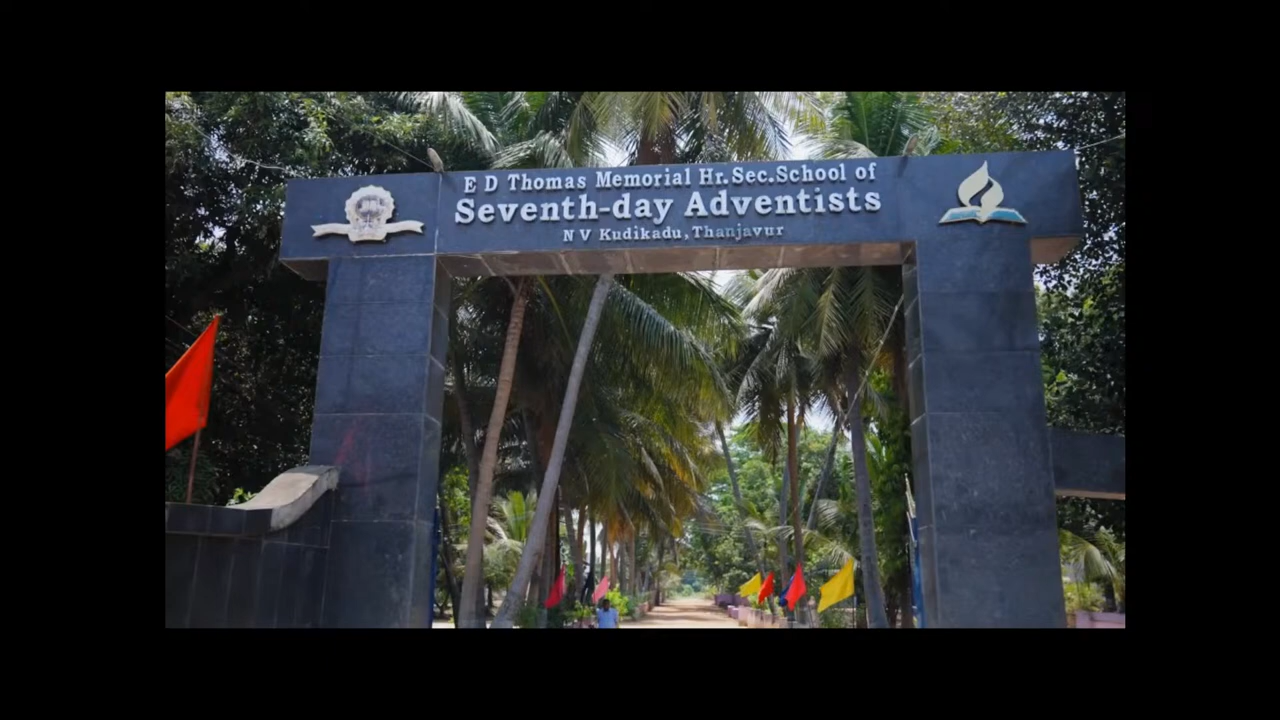 E D Thomas Memorial Hr.Sec.School of
Seventh-day Adventists
N V Kudikadu, Thanjavur